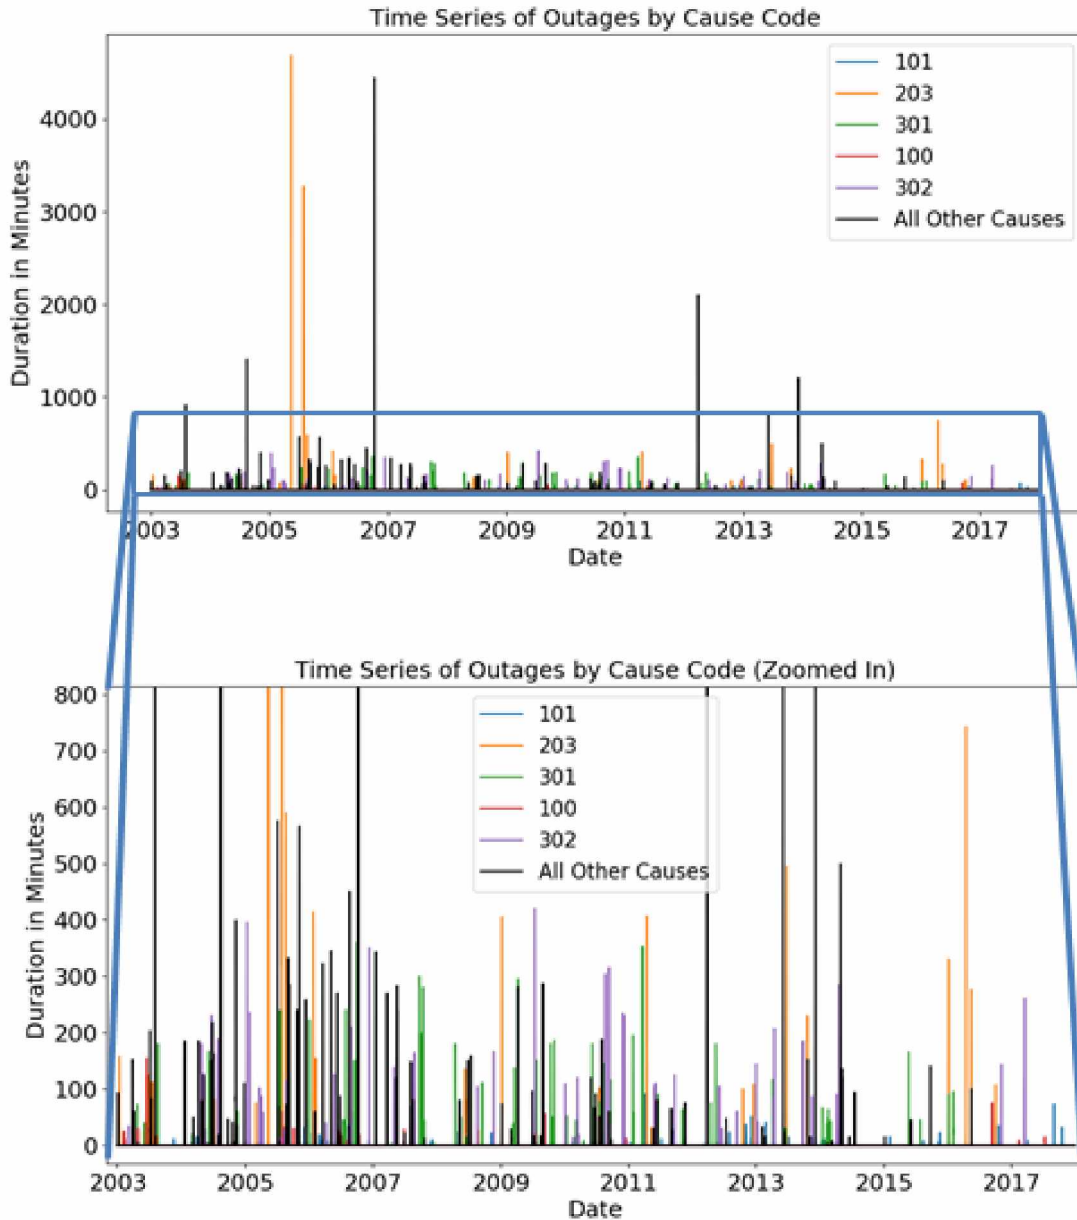 Time Series of Outages by Cause Code
4000
3000
2000
1000
0
Duration in Minutes
101
203
301
100
302
All Other Causes
2003 2005 2007 2009 2011 2013 2015 2017
Date
Time Series of Outages by Cause Code (Zoomed In)
800
700
600
500
400
300
200
100
0
Duration in Minutes
101
203
301
100
302
All Other Causes
2003 2005 2007 2009 2011 2013 2015 2017
Date